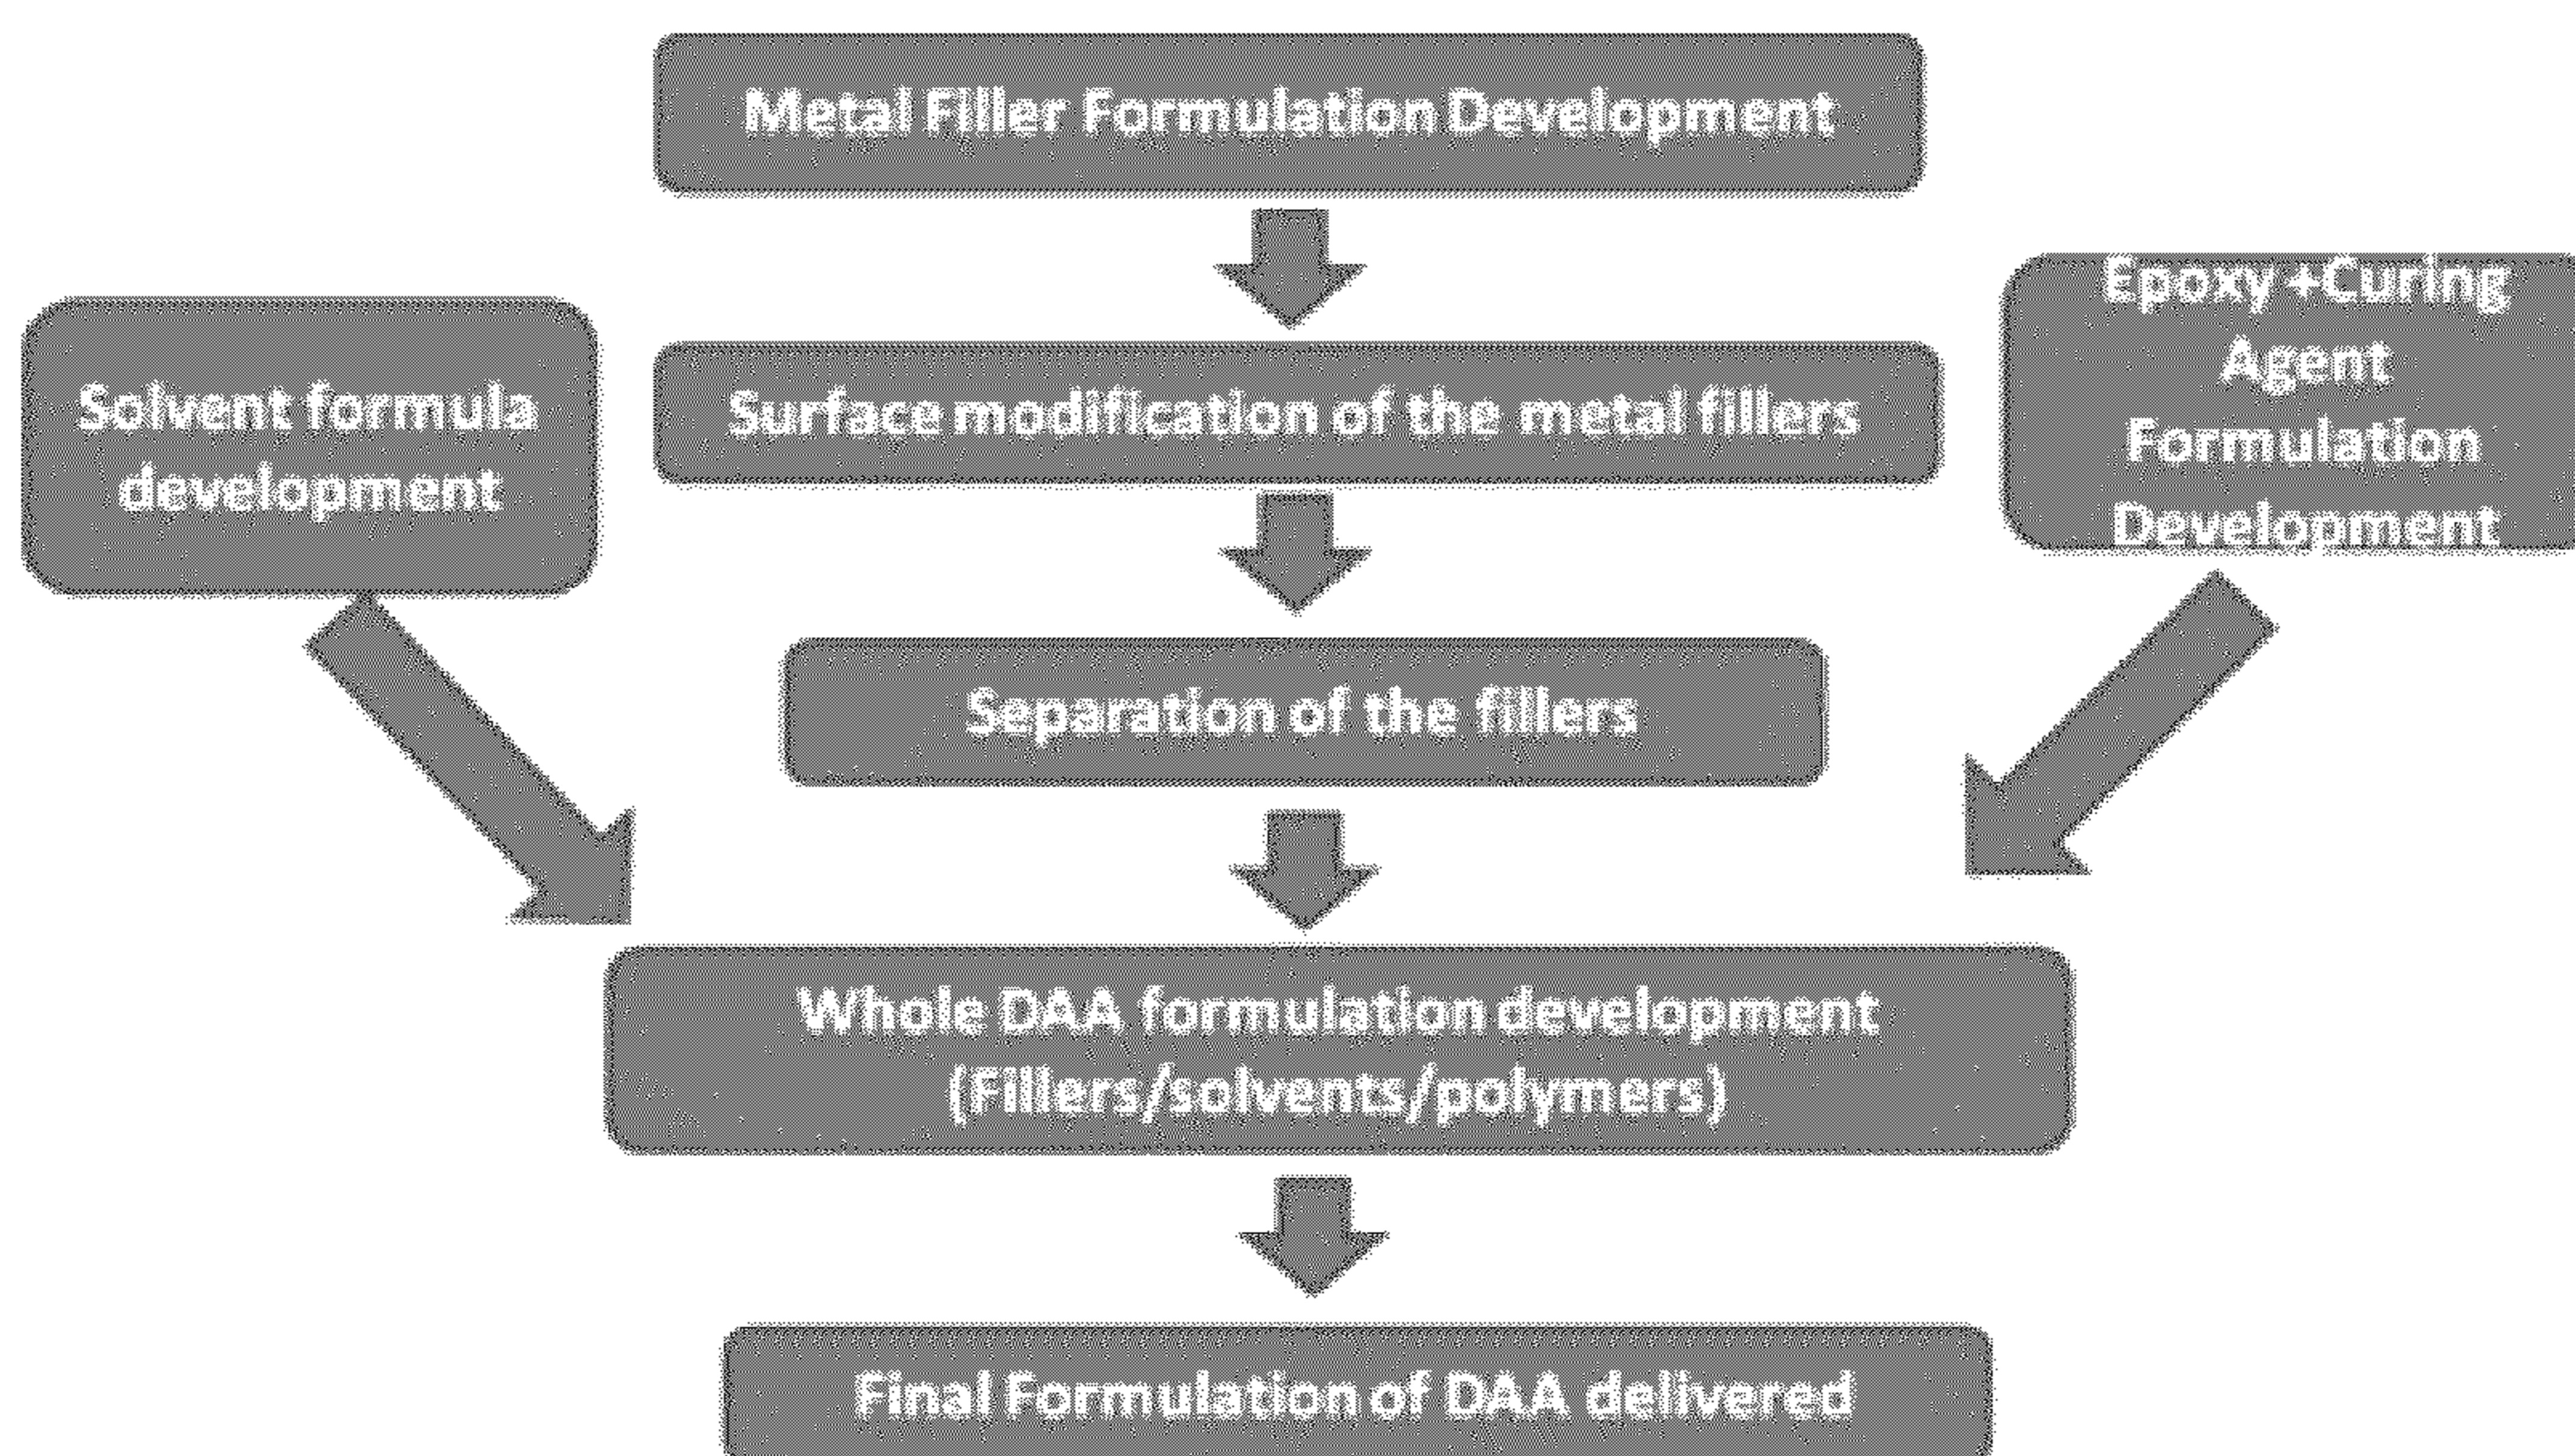 Metal Filler Formulation Development
Solvent formula
development
Surface modification of the metal fillers
Epoxy +Curing
Agent
Formulation
Development
Separation of the fillers
Whole DAA formulation development
(Fillers/solvents/polymers)
Final Formulation of DAA delivered